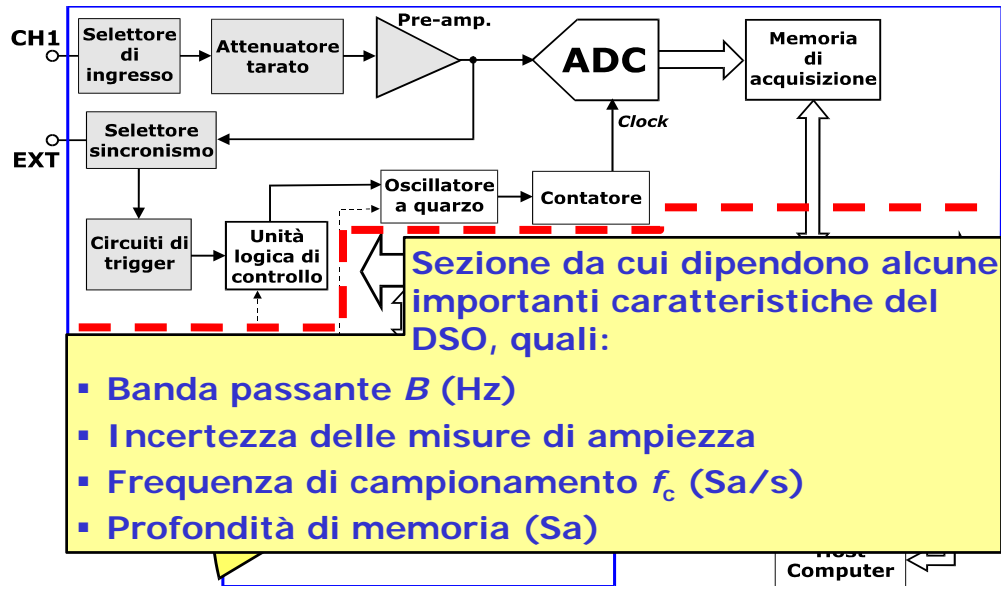 Pre-amp.
CH1
Selettore
di
ingresso
Attenuatore
tarato
ADC
Memoria
di
acquisizione
Clock
EXT
Selettore
sincronismo
Oscillatore
a quarzo
Contatore
Circuiti di
trigger
Unità
logica di
controllo
Sezione da cui dipendono alcune
importanti caratteristiche del
DSO, quali:
▪ Banda passante B (Hz)
▪ Incertezza delle misure di ampiezza
▪ Frequenza di campionamento fc (Sa/s)
▪ Profondità di memoria (Sa)
Host
Computer